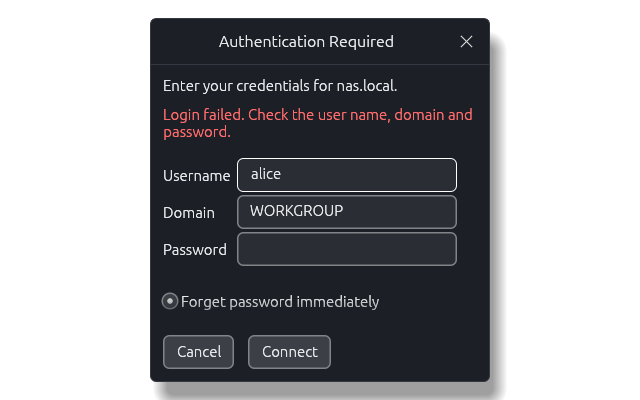 Authentication Required
Enter your credentials for nas.local.
Login failed. Check the user name, domain and
password.
Username alice
Domain WORKGROUP
Password
Forget password immediately
Cancel Connect